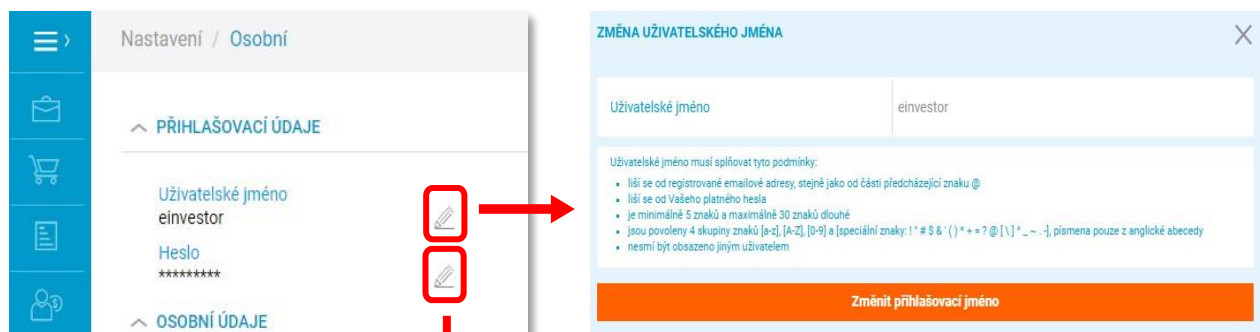 Nastavení / Osobní
PŘIHLAŠOVACÍ ÚDAJE
Uživatelské jméno
einvestor
Heslo
*********
OSOBNÍ ÚDAJE
ZMĚNA UŽIVATELSKÉHO JMÉNA
Uživatelské jméno einvestor
Uživatelské jméno musí splňovat tyto podmínky:
• liší se od registrované emailové adresy, stejně jako od části předcházející znaku @
• liší se od Vašeho platného hesla
• je minimálně 5 znaků a maximálně 30 znaků dlouhé
• jsou povoleny 4 skupiny znaků [a-z], [A-Z], [0-9] a [speciální znaky: ! " # $ & ' ( ) * + = ? @ [ \ ] ^ _ ~ . -], písmena pouze z anglické abecedy
• nesmí být obsazeno jiným uživatelem
Změnit přihlašovací jméno